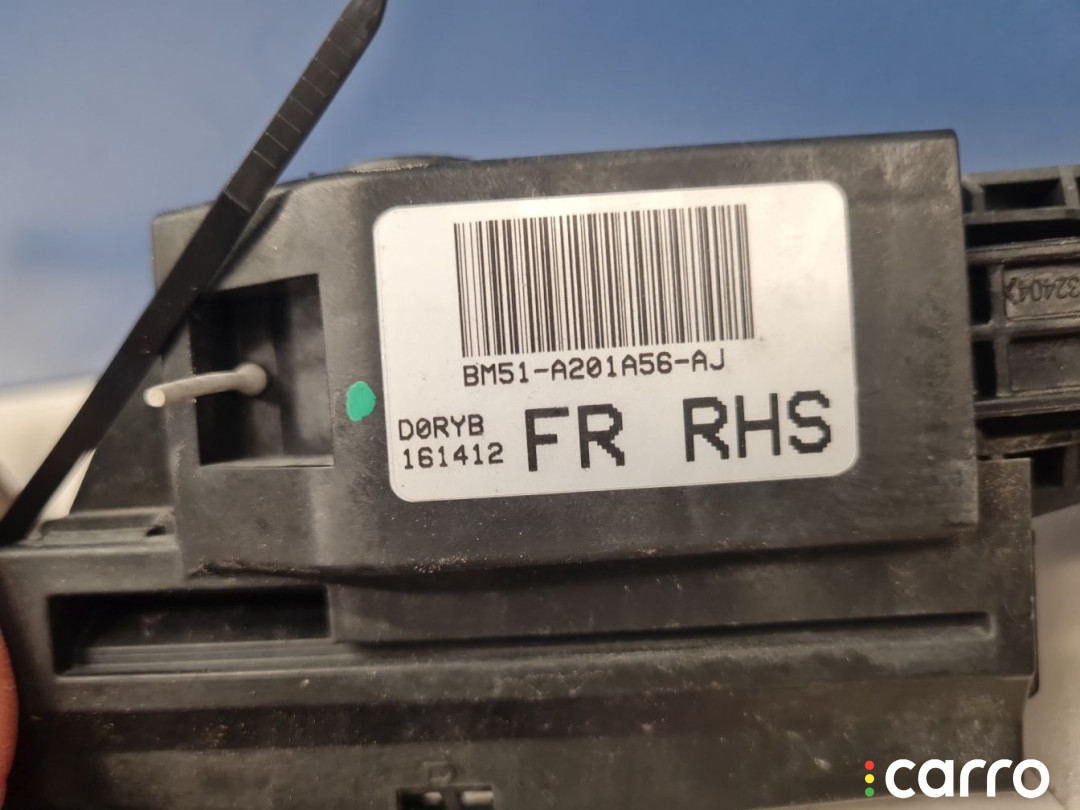 BM51-A201A56-AJ
D0RYB
161412
FR RHS
carro